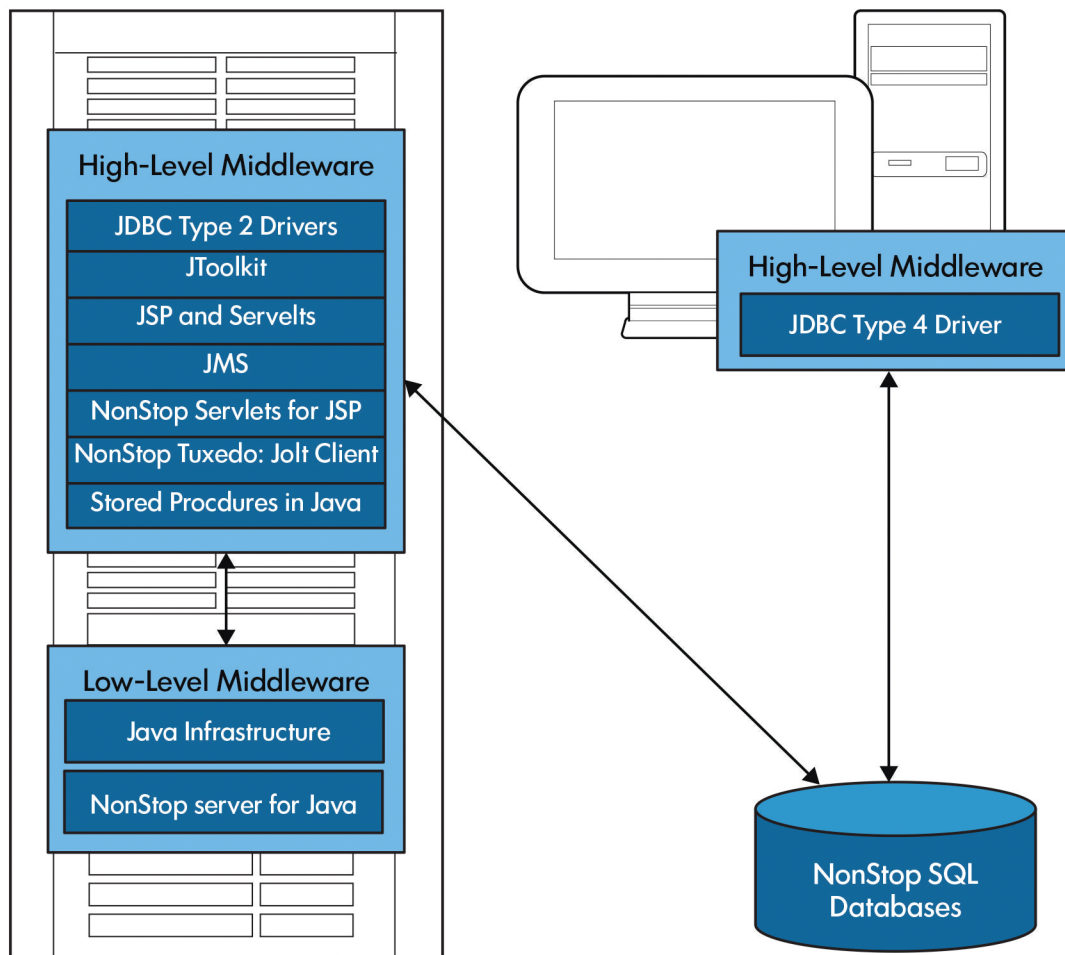 High-Level Middleware
JDBC Type 2 Drivers
JToolkit
JSP and Servelts
JMS
NonStop Servlets for JSP
NonStop Tuxedo: Jolt Client
Stored Procdures in Java
Low-Level Middleware
Java Infrastructure
NonStop server for Java
High-Level Middleware
JDBC Type 4 Driver
NonStop SQL
Databases